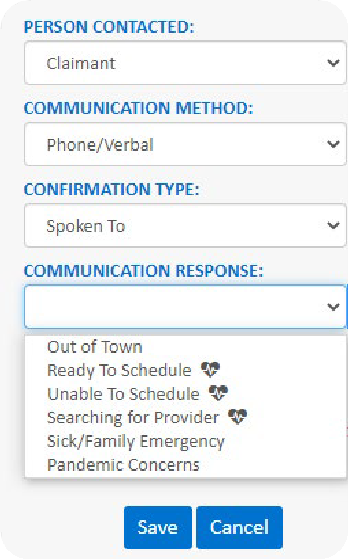 PERSON CONTACTED:
Claimant
COMMUNICATION METHOD:
Phone/Verbal
CONFIRMATION TYPE:
Spoken To
COMMUNICATION RESPONSE:
Out of Town
Ready To Schedule
Unable To Schedule
Searching for Provider
Sick/Family Emergency
Pandemic Concerns
Save Cancel